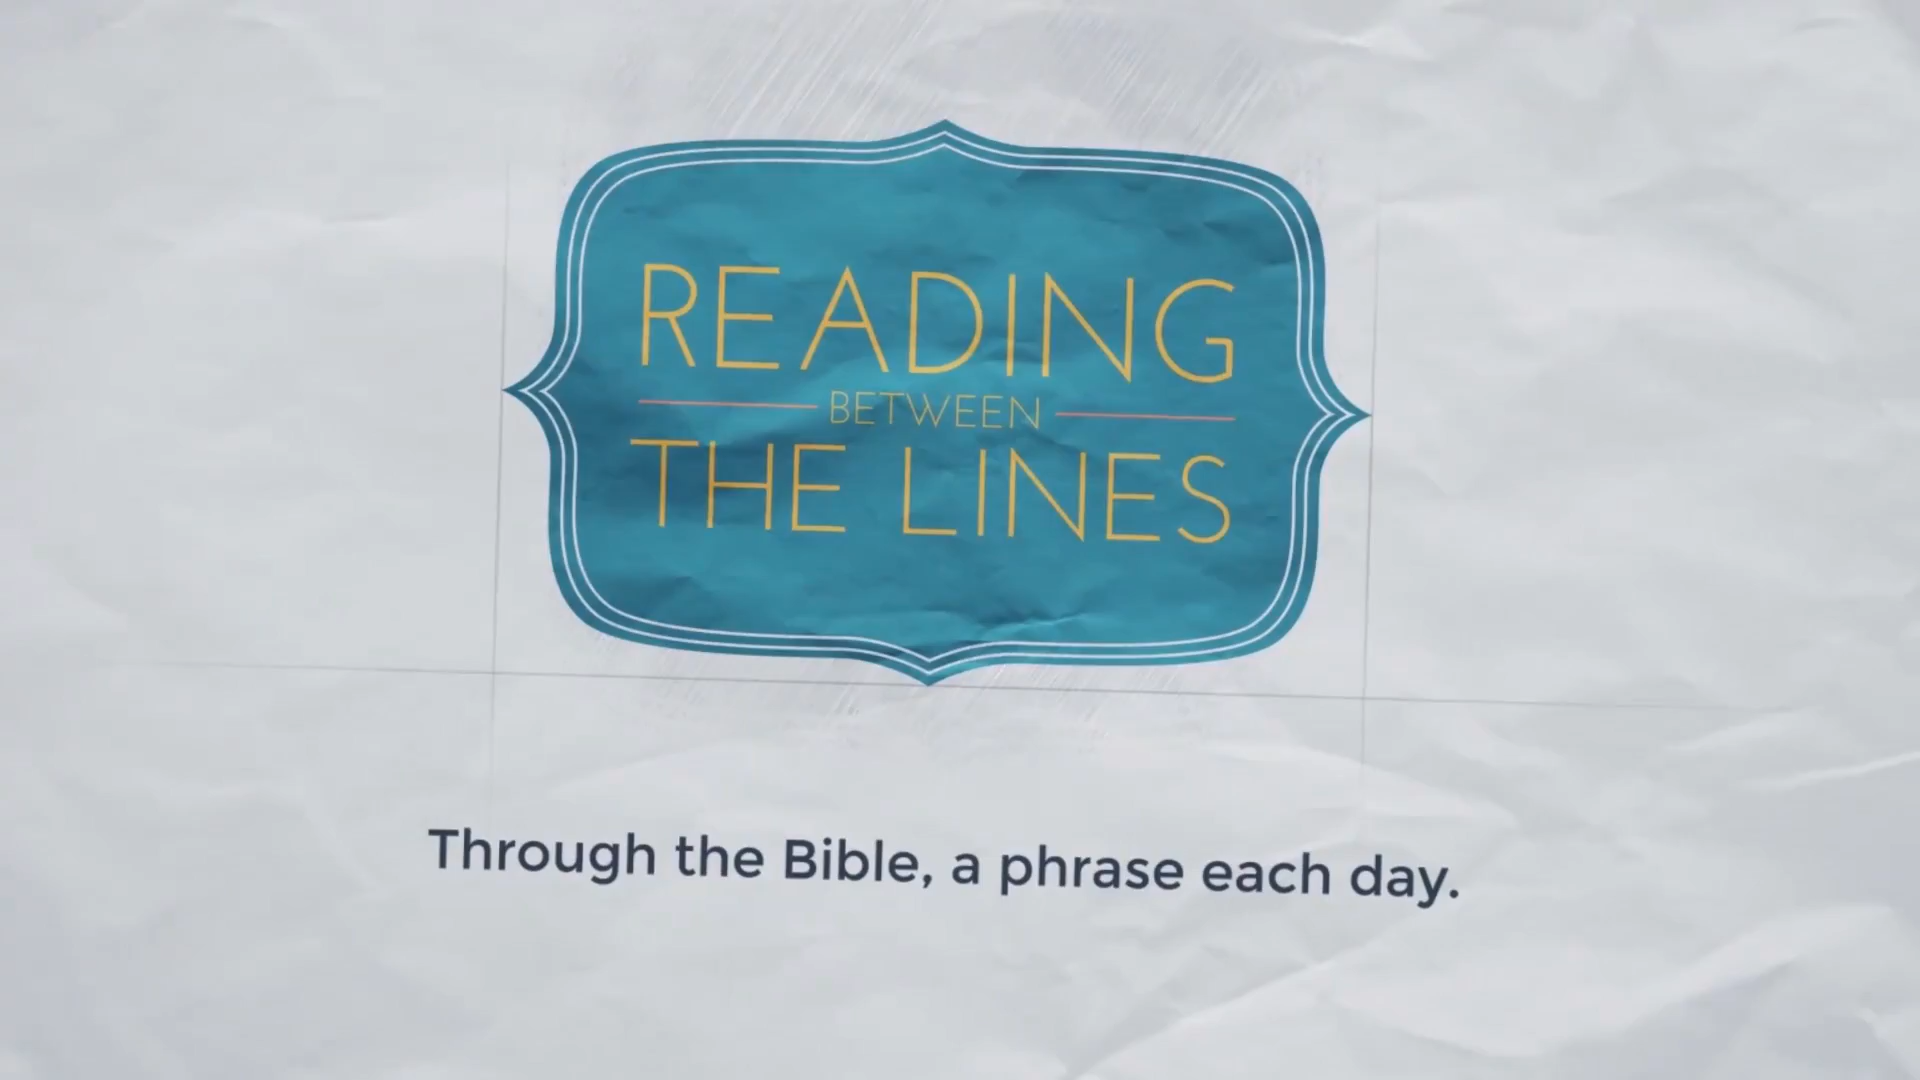 READING
BETWEEN
THE LINES
Through the Bible, a phrase each day.